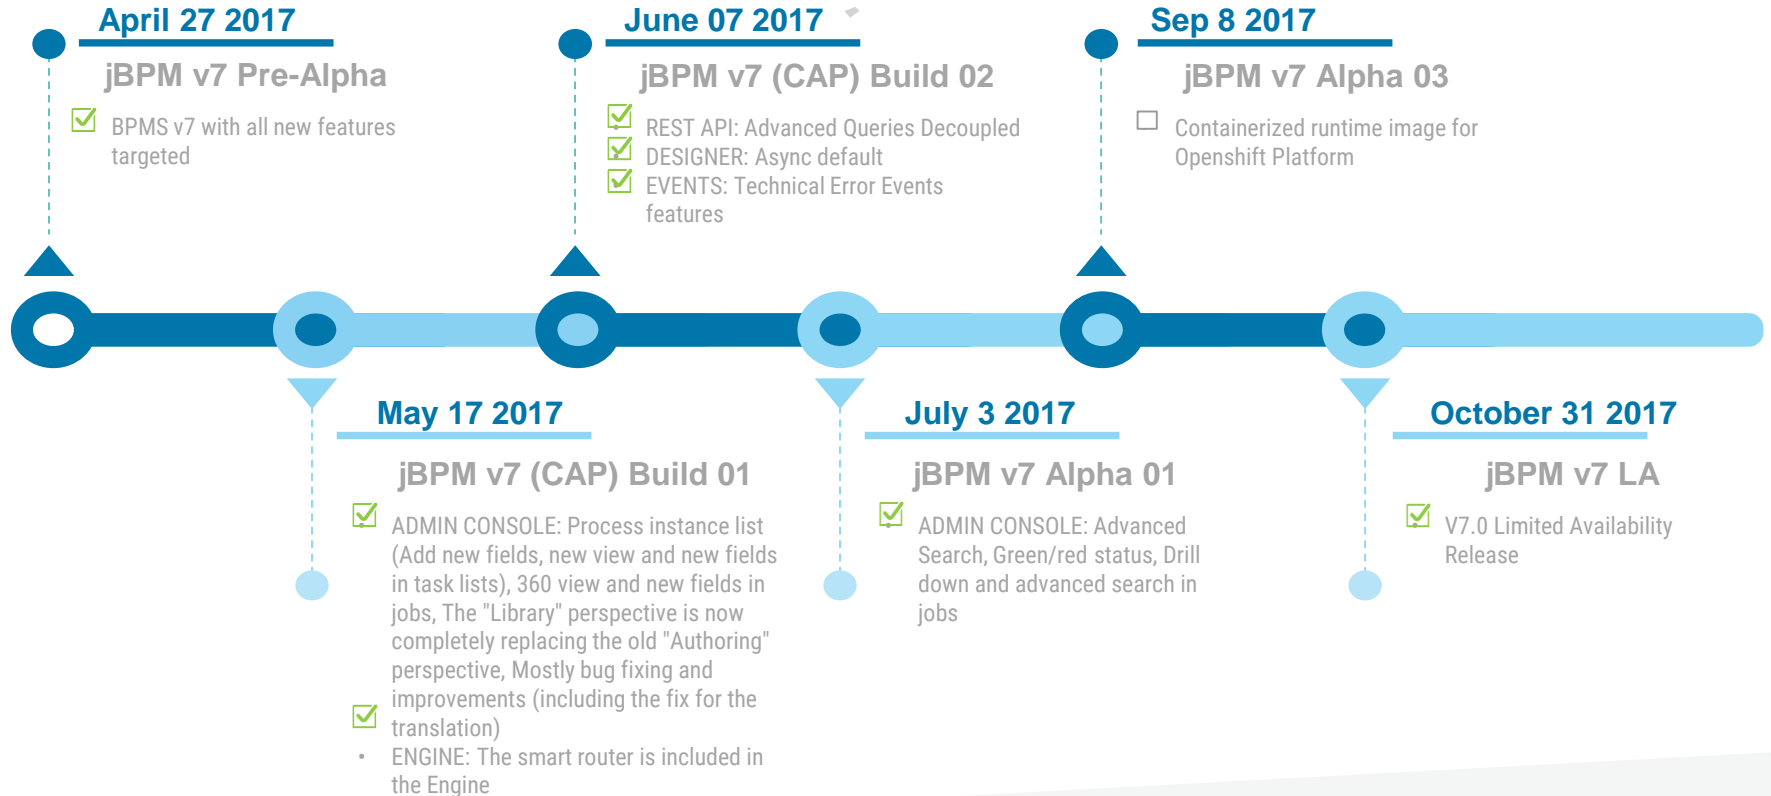 April 27 2017
jBPM v7 Pre-Alpha
BPMS v7 with all new features
targeted
June 07 2017
jBPM v7 (CAP) Build 02
REST API: Advanced Queries Decoupled
DESIGNER: Async default
EVENTS: Technical Error Events
features
Sep 8 2017
jBPM v7 Alpha 03
Containerized runtime image for
Openshift Platform
May 17 2017
jBPM v7 (CAP) Build 01
ADMIN CONSOLE: Process instance list
(Add new fields, new view and new fields
in task lists), 360 view and new fields in
jobs, The "Library" perspective is now
completely replacing the old "Authoring"
perspective, Mostly bug fixing and
improvements (including the fix for the
translation)
• ENGINE: The smart router is included in
the Engine
July 3 2017
jBPM v7 Alpha 01
ADMIN CONSOLE: Advanced
Search, Green/red status, Drill
down and advanced search in
jobs
October 31 2017
jBPM v7 LA
V7.0 Limited Availability
Release